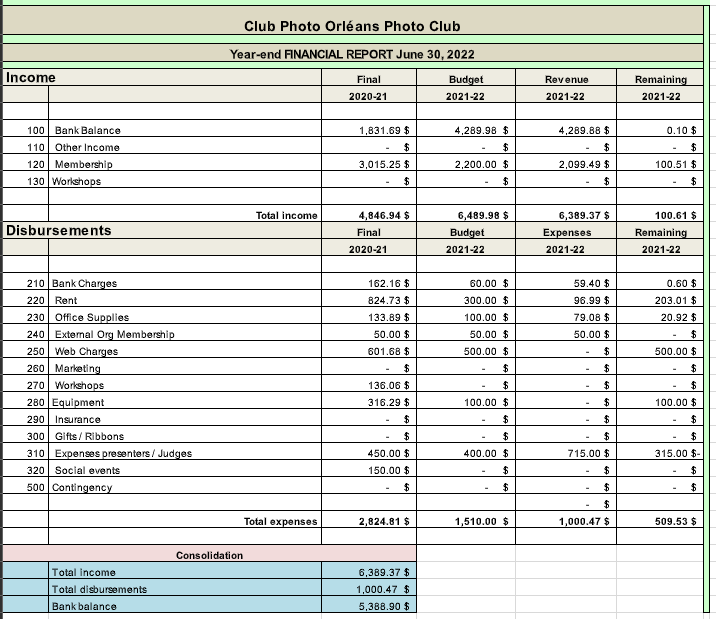 Club Photo Orléans Photo Club
Year-end FINANCIAL REPORT June 30, 2022
Income Final Budget Revenue Remaining
2020-21 2021-22 2021-22 2021-22
100 Bank Balance 1,831.69 $ 4,289.98 $ 4,289.88 $ 0.10 $
110 Other Income - $ - $ - $ - $
120 Membership 3,015.25 $ 2,200.00 $ 2,099.49 $ 100.51 $
130 Workshops - $ - $ - $ - $
Total income 4,846.94 $ 6,489.98 $ 6,389.37 $ 100.61 $
Disbursements Final Budget Expenses Remaining
2020-21 2021-22 2021-22 2021-22
210 Bank Charges 162.16 $ 60.00 $ 59.40 $ 0.60 $
220 Rent 824.73 $ 300.00 $ 96.99 $ 203.01 $
230 Office Supplies 133.89 $ 100.00 $ 79.08 $ 20.92 $
240 External Org Membership 50.00 $ 50.00 $ 50.00 $ - $
250 Web Charges 601.68 $ 500.00 $ - $ 500.00 $
260 Marketing - $ - $ - $ - $
270 Workshops 136.06 $ - $ - $ - $
280 Equipment 316.29 $ 100.00 $ - $ 100.00 $
290 Insurance - $ - $ - $ - $
300 Gifts / Ribbons - $ - $ - $ - $
310 Expenses presenters / Judges 450.00 $ 400.00 $ 715.00 $ 315.00 $-
320 Social events 150.00 $ - $ - $ - $
500 Contingency - $ - $ - $ - $
- $
Total expenses 2,824.81 $ 1,510.00 $ 1,000.47 $ 509.53 $
Consolidation
Total income 6,389.37 $
Total disbursements 1,000.47 $
Bank balance 5,388.90 $